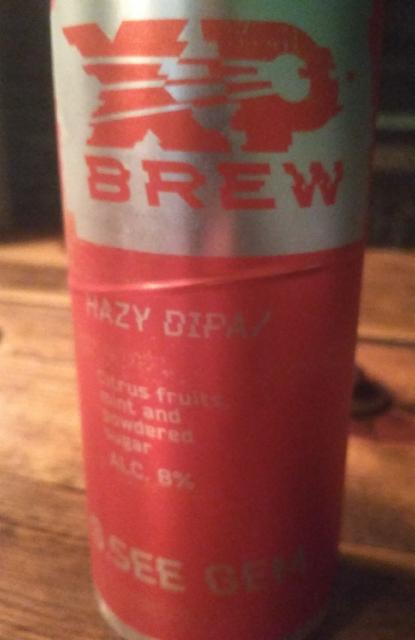 XP
BREW
HAZY DIPA/
Citrus fruits,
mint and
powdered
sugar
ALC. 8%
SEE GEM